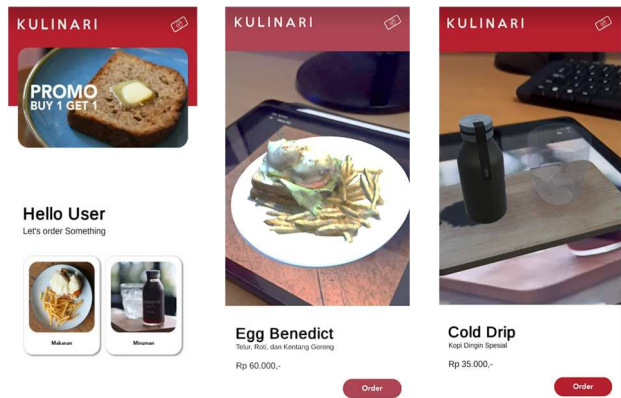 KULINARI
PROMO
BUY 1 GET 1
Hello User
Let's order Something
Makanan
Minuman
KULINARI
Egg Benedict
Telur, Roti, dan Kentang Goreng
Rp 60.000,-
Order
KULINARI
Cold Drip
Kopi Dingin Spesial
Rp 35.000,-
Order